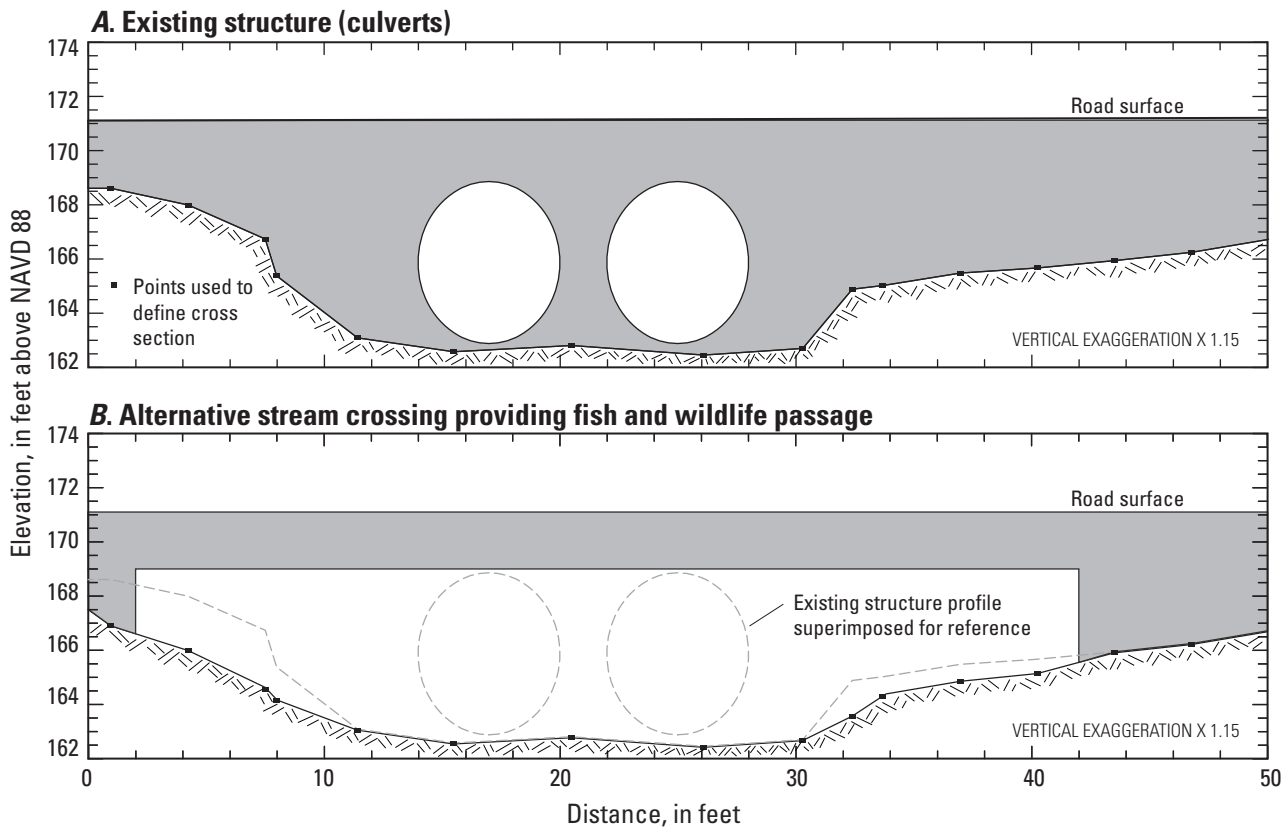 A. Existing structure (culverts)
174
172
170
168
166
164
162
Road surface
Points used to
define cross
section
VERTICAL EXAGGERATION X 1.15
Elevation, in feet above NAVD 88
B. Alternative stream crossing providing fish and wildlife passage
174
172
170
168
166
164
162
Road surface
Existing structure profile
superimposed for reference
VERTICAL EXAGGERATION X 1.15
0 10 20 30 40 50
Distance, in feet